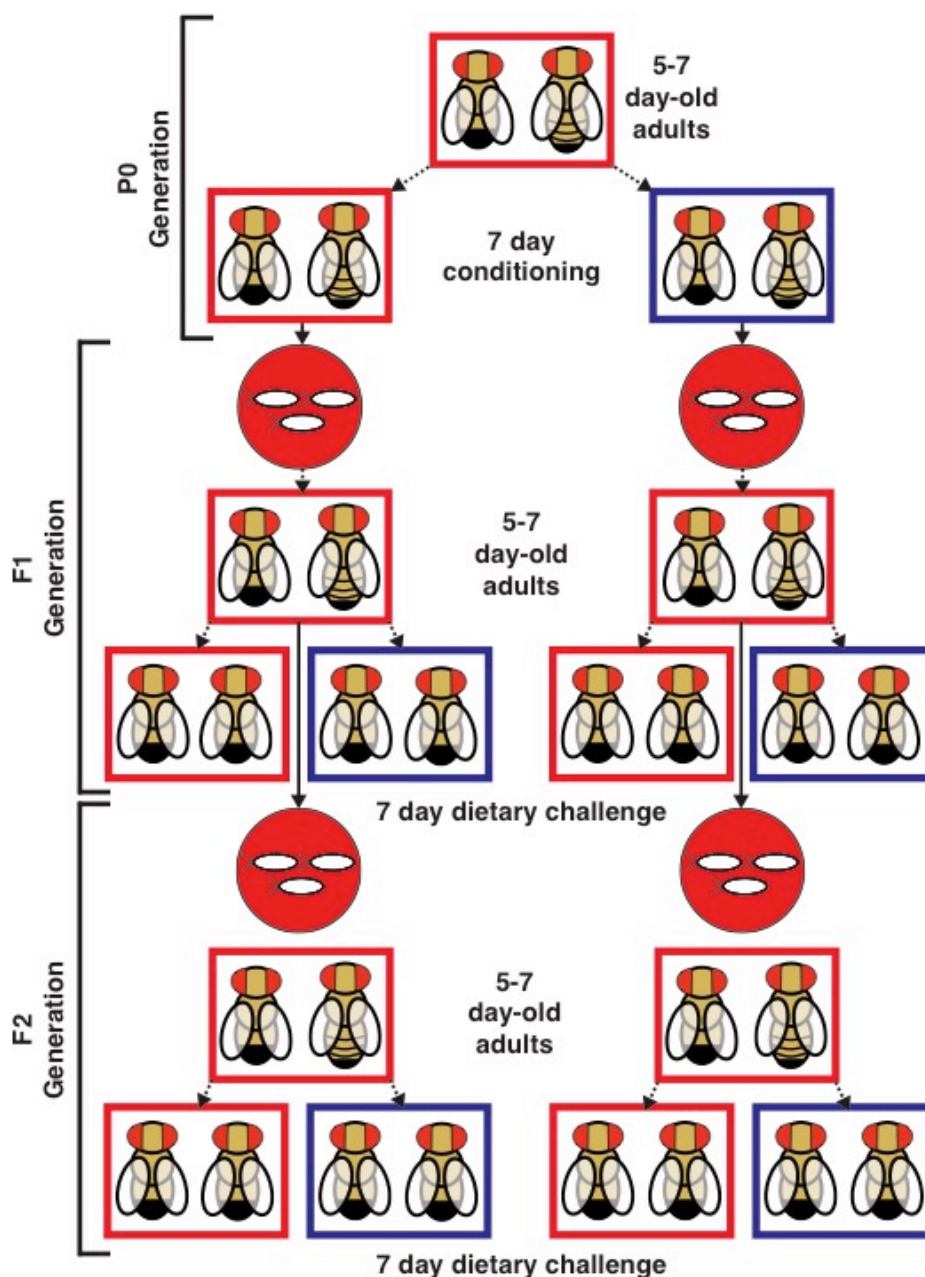 P0
Generation
5-7
day-old
adults
7 day
conditioning
F1
Generation
5-7
day-old
adults
7 day dietary challenge
F2
Generation
5-7
day-old
adults
7 day dietary challenge